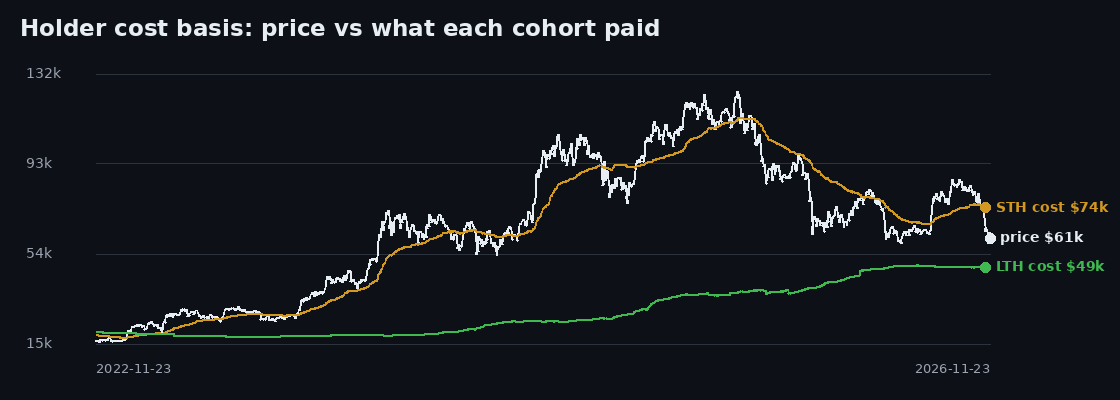 Holder cost basis: price vs what each cohort paid
132k
93k
STH cost $74k
price $61k
54k
LTH cost $49k
15k
2022-11-23
2026-11-23